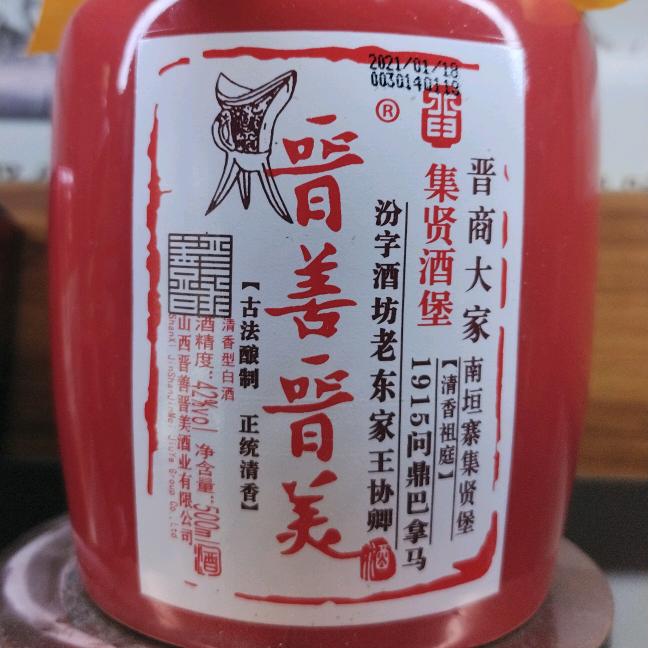 2021/01/18
003014011S
®
晋商大家
南垣寨集贤堡
【清香祖庭】
集贤酒堡
1915问鼎巴拿马
汾字酒坊老东家王协卿
晋善晋美
酒
【古法酿制 正统清香】
清香型白酒
酒精度:42%vol 净含量:500ml
酒
山西晋善晋美酒业有限公司